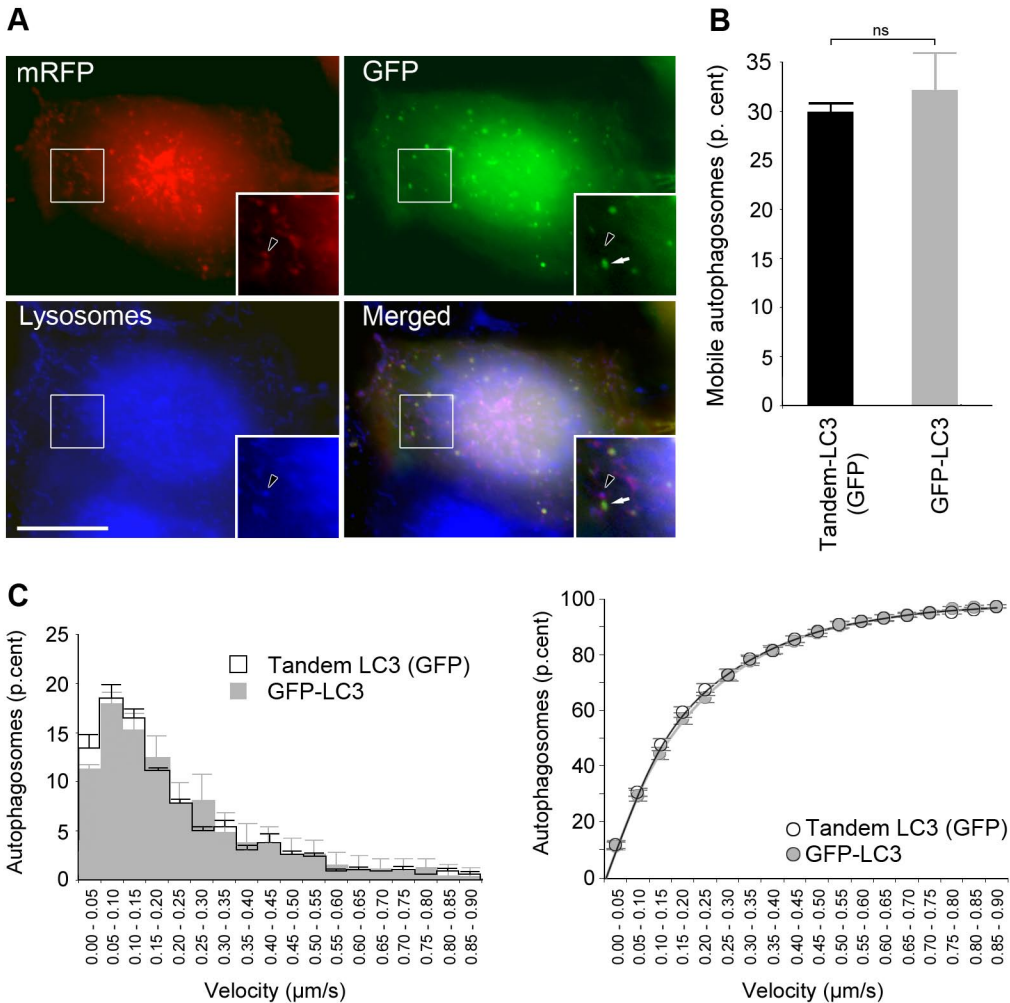 A
mRFP
GFP
Lysosomes
Merged
B
ns
Mobile autophagosomes (p. cent)
35
30
25
20
15
10
5
0
Tandem-LC3
(GFP)
GFP-LC3
C
Autophagosomes (p.cent)
25
20
15
10
5
0
Tandem LC3 (GFP)
GFP-LC3
0.00 - 0.05
0.05 - 0.10
0.10 - 0.15
0.15 - 0.20
0.20 - 0.25
0.25 - 0.30
0.30 - 0.35
0.35 - 0.40
0.40 - 0.45
0.45 - 0.50
0.50 - 0.55
0.55 - 0.60
0.60 - 0.65
0.65 - 0.70
0.70 - 0.75
0.75 - 0.80
0.80 - 0.85
0.85 - 0.90
Velocity (µm/s)
Autophagosomes (p.cent)
100
80
60
40
20
0
Tandem LC3 (GFP)
GFP-LC3
0.00 - 0.05
0.05 - 0.10
0.10 - 0.15
0.15 - 0.20
0.20 - 0.25
0.25 - 0.30
0.30 - 0.35
0.35 - 0.40
0.40 - 0.45
0.45 - 0.50
0.50 - 0.55
0.55 - 0.60
0.60 - 0.65
0.65 - 0.70
0.70 - 0.75
0.75 - 0.80
0.80 - 0.85
0.85 - 0.90
Velocity (µm/s)